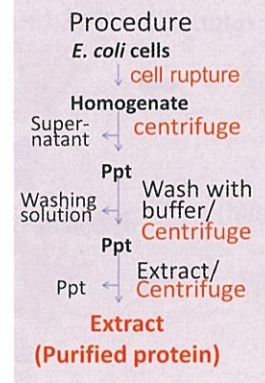 Procedure
E. coli cells
cell rupture
Homogenate
Super-
natant
centrifuge
Ppt
Washing
solution
Wash with
buffer/
Centrifuge
Ppt
Ppt
Extract/
Centrifuge
Extract
(Purified protein)